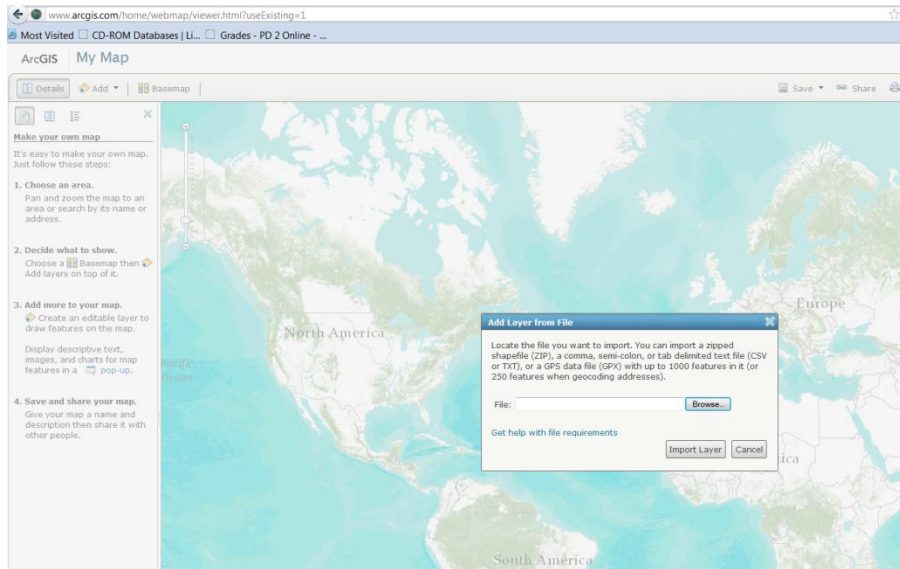 www.arcgis.com/home/webmap/viewer.html?useExisting=1
Most Visited CD-ROM Databases | Li... Grades - PD 2 Online - ...
ArcGIS My Map
Details Add Basemap Save Share
Make your own map
It's easy to make your own map.
Just follow these steps:
1. Choose an area.
Pan and zoom the map to an
area or search by its name or
address.
2. Decide what to show.
Choose a Basemap then
Add layers on top of it.
3. Add more to your map.
Create an editable layer to
draw features on the map.
Display descriptive text,
images, and charts for map
features in a pop-up.
4. Save and share your map.
Give your map a name and
description then share it with
other people.
North America
Pacific
Ocean
Europe
Add Layer from File
Locate the file you want to import. You can import a zipped
shapefile (ZIP), a comma, semi-colon, or tab delimited text file (CSV
or TXT), or a GPS data file (GPX) with up to 1000 features in it (or
250 features when geocoding addresses).
File: Browse...
Get help with file requirements
Import Layer Cancel
ica
South America